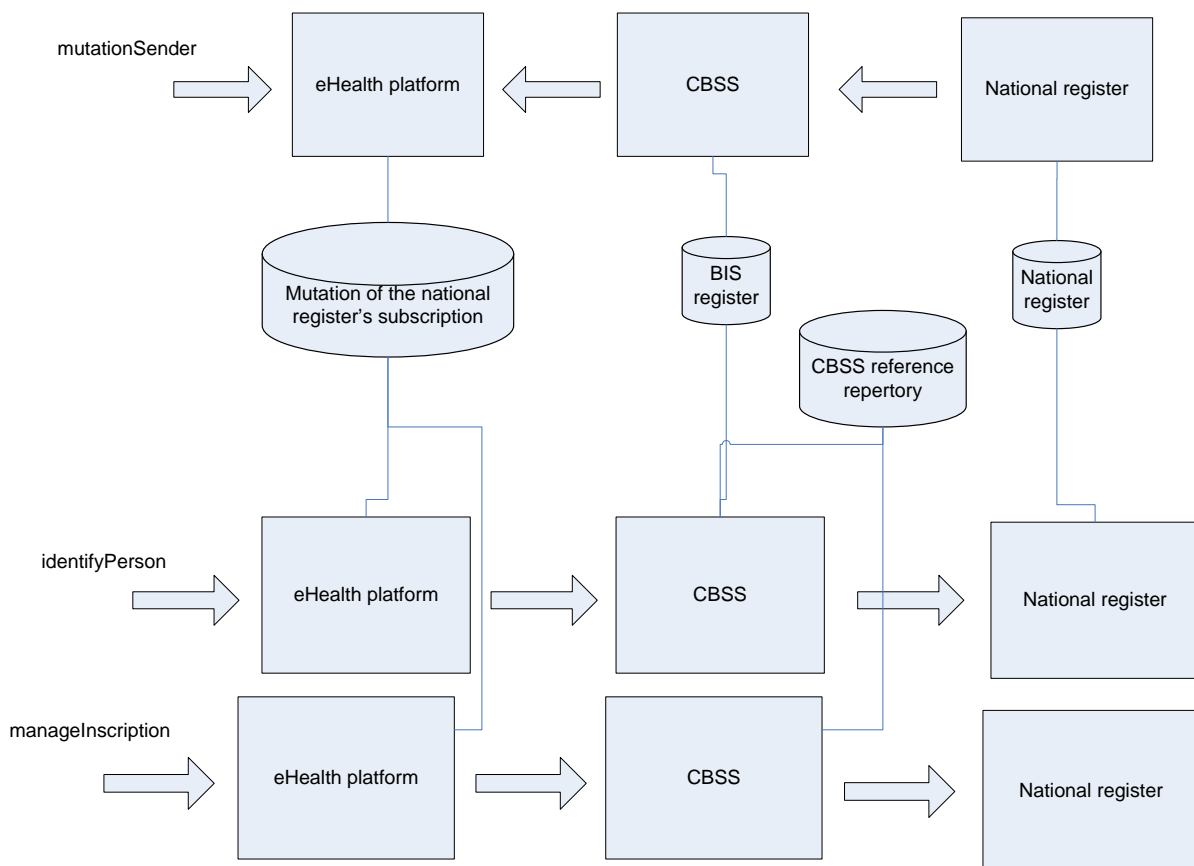 mutationSender
eHealth platform
CBSS
National register
Mutation of the national
register's subscription
BIS
register
National
register
CBSS reference
repertory
identifyPerson
eHealth platform
CBSS
National register
manageInscription
eHealth platform
CBSS
National register